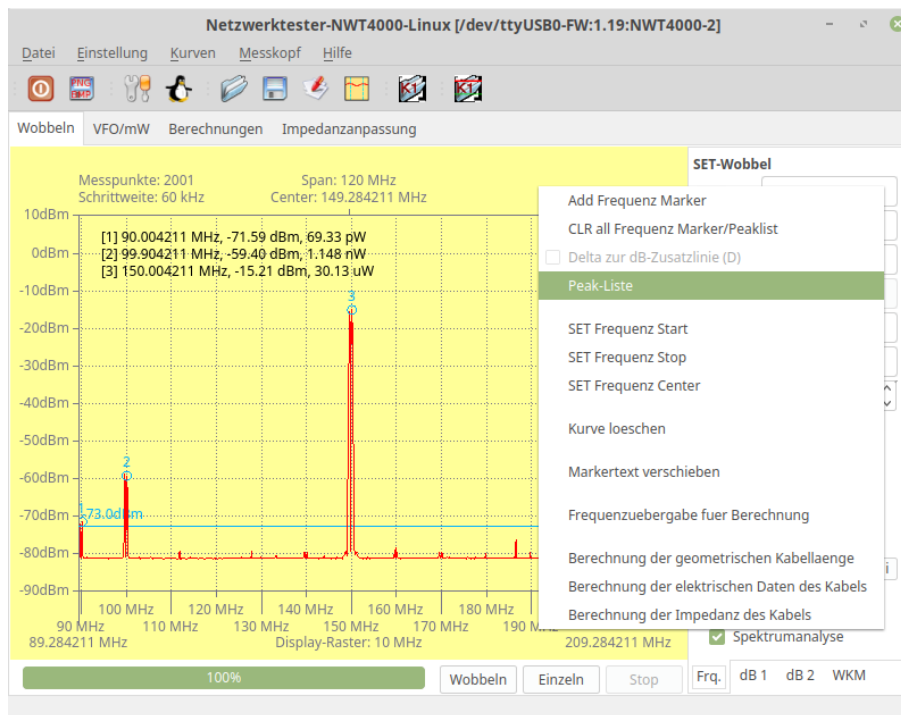 Netzwerktester-NWT4000-Linux [/dev/ttyUSB0-FW:1.19:NWT4000-2]
Datei Einstellung Kurven Messkopf Hilfe
PNG
BMP
K1
K1
Wobbeln VFO/mW Berechnungen Impedanzanpassung
SET-Wobbel
Messpunkte: 2001 Span: 120 MHz
Schrittweite: 60 kHz Center: 149.284211 MHz
10dBm
0dBm
-10dBm
-20dBm
-30dBm
-40dBm
-50dBm
-60dBm
-70dBm
-80dBm
-90dBm
[1] 90.004211 MHz, -71.59 dBm, 69.33 pW
[2] 99.904211 MHz, -59.40 dBm, 1.148 nW
[3] 150.004211 MHz, -15.21 dBm, 30.13 uW
3
2
1
-73.0dBm
100 MHz 120 MHz 140 MHz 160 MHz 180 MHz
90 MHz 110 MHz 130 MHz 150 MHz 170 MHz 190
89.284211 MHz Display-Raster: 10 MHz 209.284211 MHz
Add Frequenz Marker
CLR all Frequenz Marker/Peaklist
Delta zur dB-Zusatzlinie (D)
Peak-Liste
SET Frequenz Start
SET Frequenz Stop
SET Frequenz Center
Kurve loeschen
Markertext verschieben
Frequenzuebergabe fuer Berechnung
Berechnung der geometrischen Kabellaenge
Berechnung der elektrischen Daten des Kabels
Berechnung der Impedanz des Kabels
Spektrumanalyse
100% Wobbeln Einzeln Stop
Frq. dB 1 dB 2 WKM